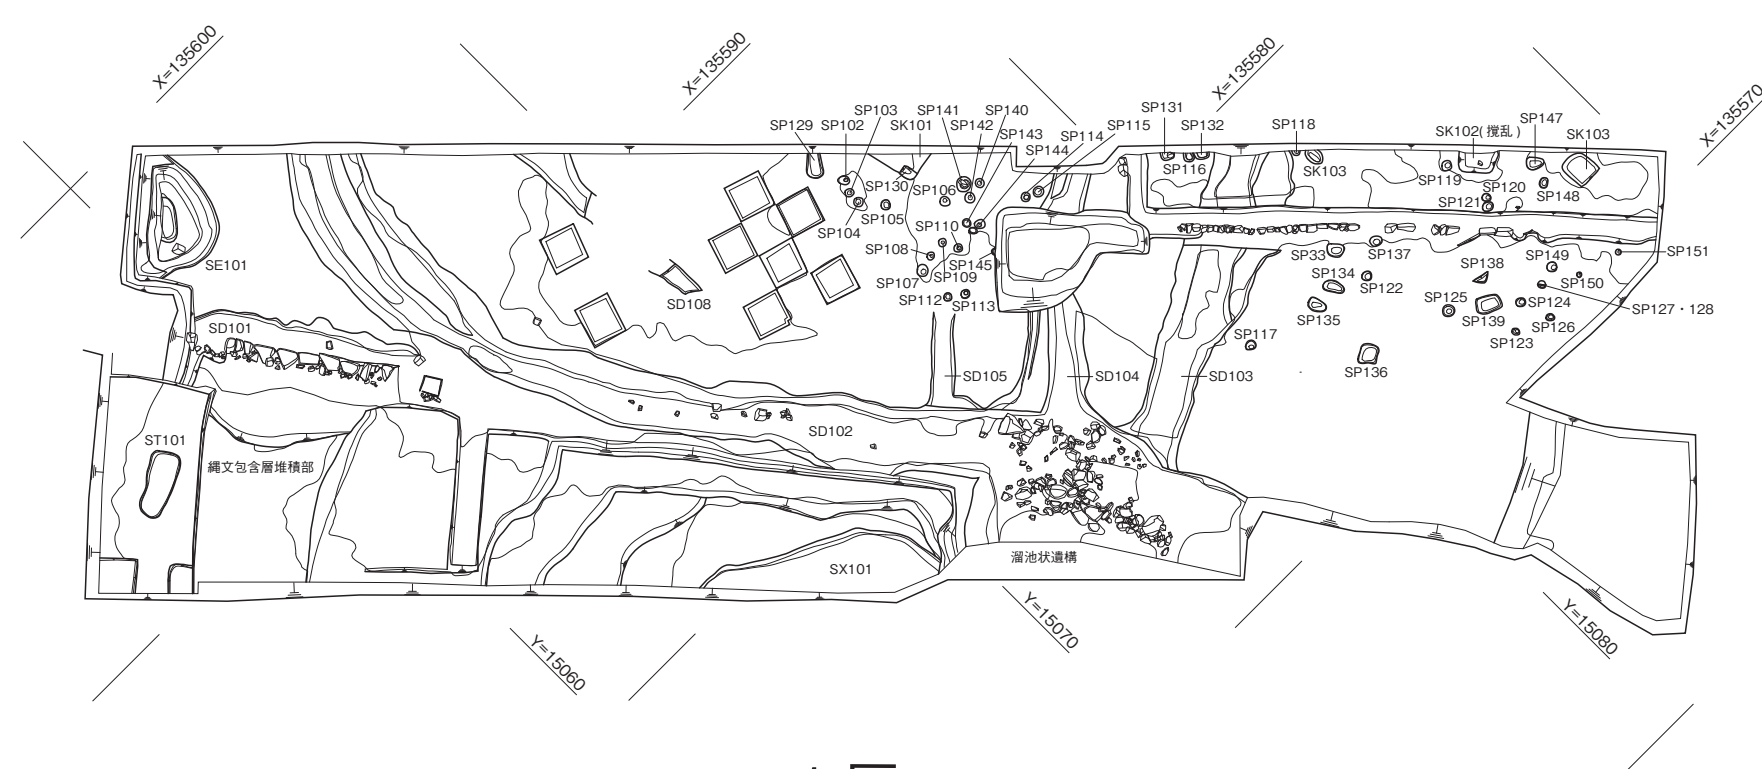 X=135600
X=135590
X=135580
X=135570
SP103 SP141 SP140 SP131
SP129 SP102 SK101 SP142 SP143 SP114 SP115 SP132 SP118 SK102(撹乱) SP147 SK103
SP144
SP130 SP106 SP116 SK103 SP119 SP120 SP148
SP105 SP121
SP104 SP110
SP108 SP145 SP33 SP137 SP138 SP149 SP151
SE101 SP107 SP109 SP134 SP122 SP150
SD108 SP112 SP113 SP125 SP124 SP127・128
SD101 SP135 SP139 SP126
SP117 SP123
SP136
SD105 SD104 SD103
SD102
ST101
縄文包含層堆積部
溜池状遺構
SX101
Y=15060
Y=15070
Y=15080